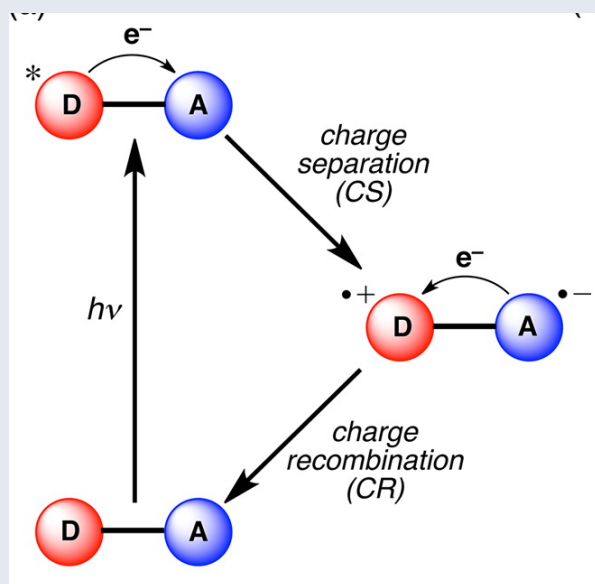 e⁻
*
D
A
charge
separation
(CS)
e⁻
•+
D
A
•−
hν
charge
recombination
(CR)
D
A